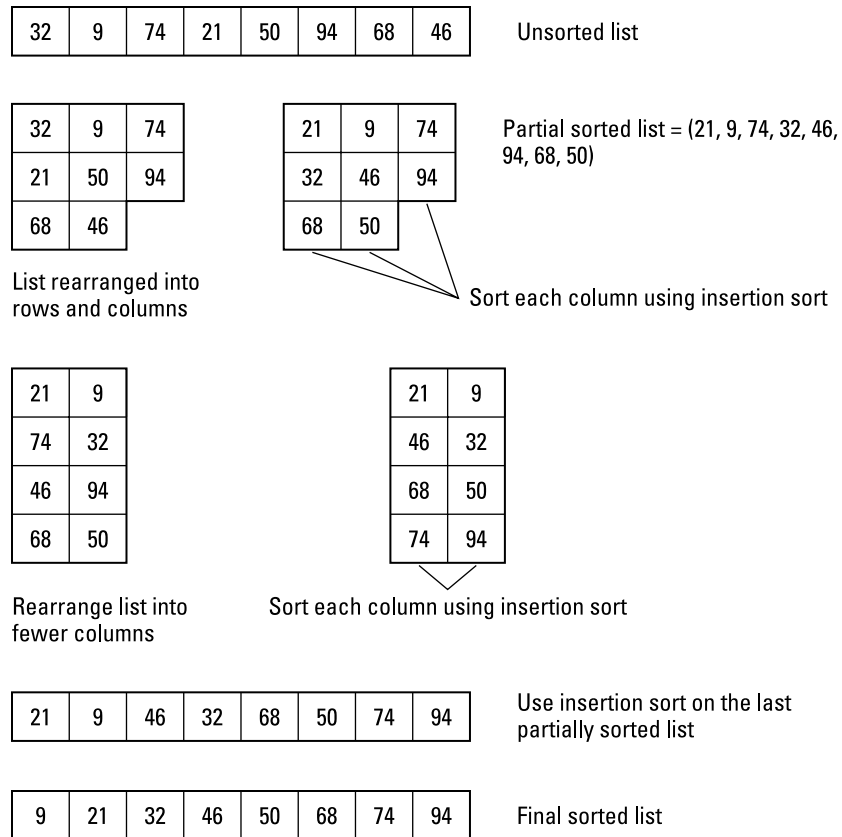 32 9 74 21 50 94 68 46 Unsorted list
32 9 74
21 50 94
68 46
21 9 74
32 46 94
68 50
Partial sorted list = (21, 9, 74, 32, 46,
94, 68, 50)
List rearranged into
rows and columns
Sort each column using insertion sort
21 9
74 32
46 94
68 50
21 9
46 32
68 50
74 94
Rearrange list into
fewer columns
Sort each column using insertion sort
21 9 46 32 68 50 74 94
Use insertion sort on the last
partially sorted list
9 21 32 46 50 68 74 94 Final sorted list